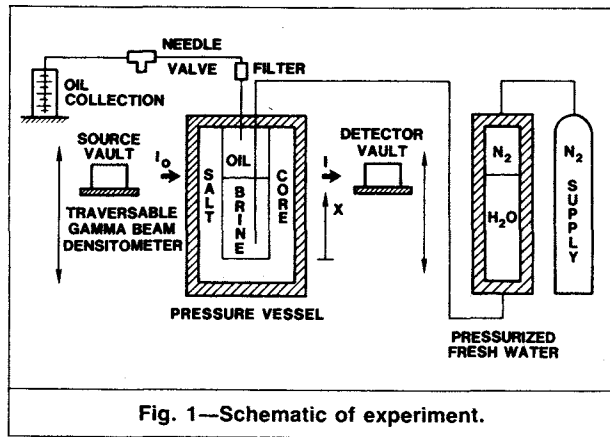 NEEDLE
VALVE
FILTER
OIL
COLLECTION
SOURCE
VAULT
I₀
SALT
OIL
BRINE
CORE
I
X
DETECTOR
VAULT
TRAVERSABLE
GAMMA BEAM
DENSITOMETER
PRESSURE VESSEL
N₂
H₂O
N₂
SUPPLY
PRESSURIZED
FRESH WATER
Fig. 1—Schematic of experiment.